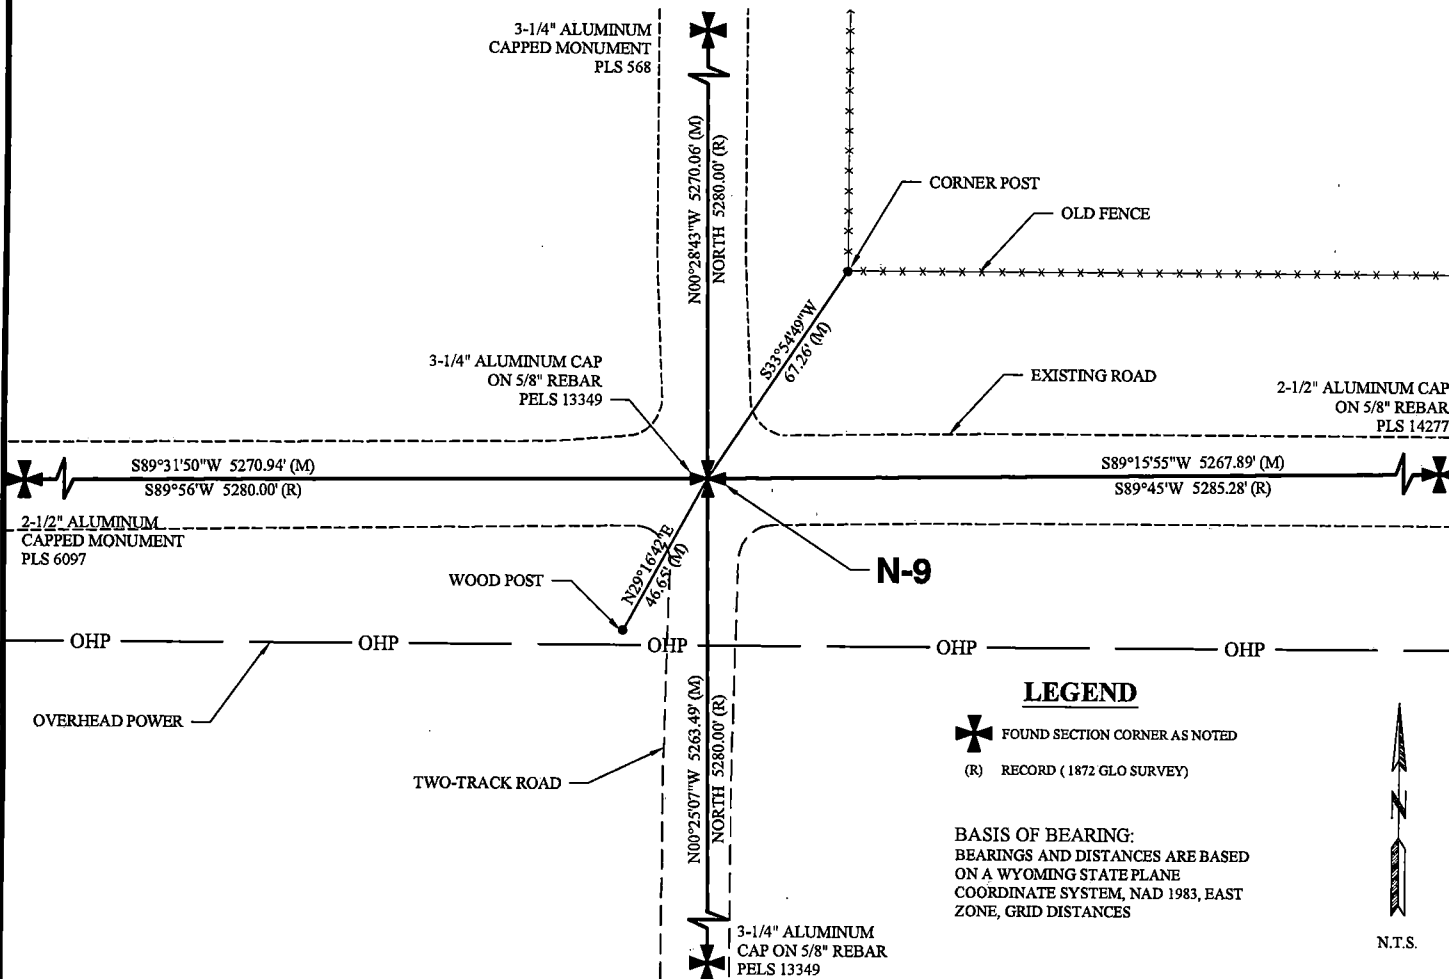 3-1/4" ALUMINUM
CAPPED MONUMENT
PLS 568
N00°28'43"W 5270.06' (M)
NORTH 5280.00' (R)
CORNER POST
OLD FENCE
S33°54'49"W
67.26' (M)
3-1/4" ALUMINUM CAP
ON 5/8" REBAR
PELS 13349
EXISTING ROAD
2-1/2" ALUMINUM CAP
ON 5/8" REBAR
PLS 14277
S89°31'50"W 5270.94' (M)
S89°56'W 5280.00' (R)
S89°15'55"W 5267.89' (M)
S89°45'W 5285.28' (R)
2-1/2" ALUMINUM
CAPPED MONUMENT
PLS 6097
N29°16'42"E
46.65' (M)
WOOD POST
N-9
OHP OHP OHP OHP OHP
OVERHEAD POWER
TWO-TRACK ROAD
N00°25'07"W 5263.49' (M)
NORTH 5280.00' (R)
LEGEND
FOUND SECTION CORNER AS NOTED
(R) RECORD ( 1872 GLO SURVEY)
BASIS OF BEARING:
BEARINGS AND DISTANCES ARE BASED
ON A WYOMING STATE PLANE
COORDINATE SYSTEM, NAD 1983, EAST
ZONE, GRID DISTANCES
N
N.T.S.
3-1/4" ALUMINUM
CAP ON 5/8" REBAR
PELS 13349